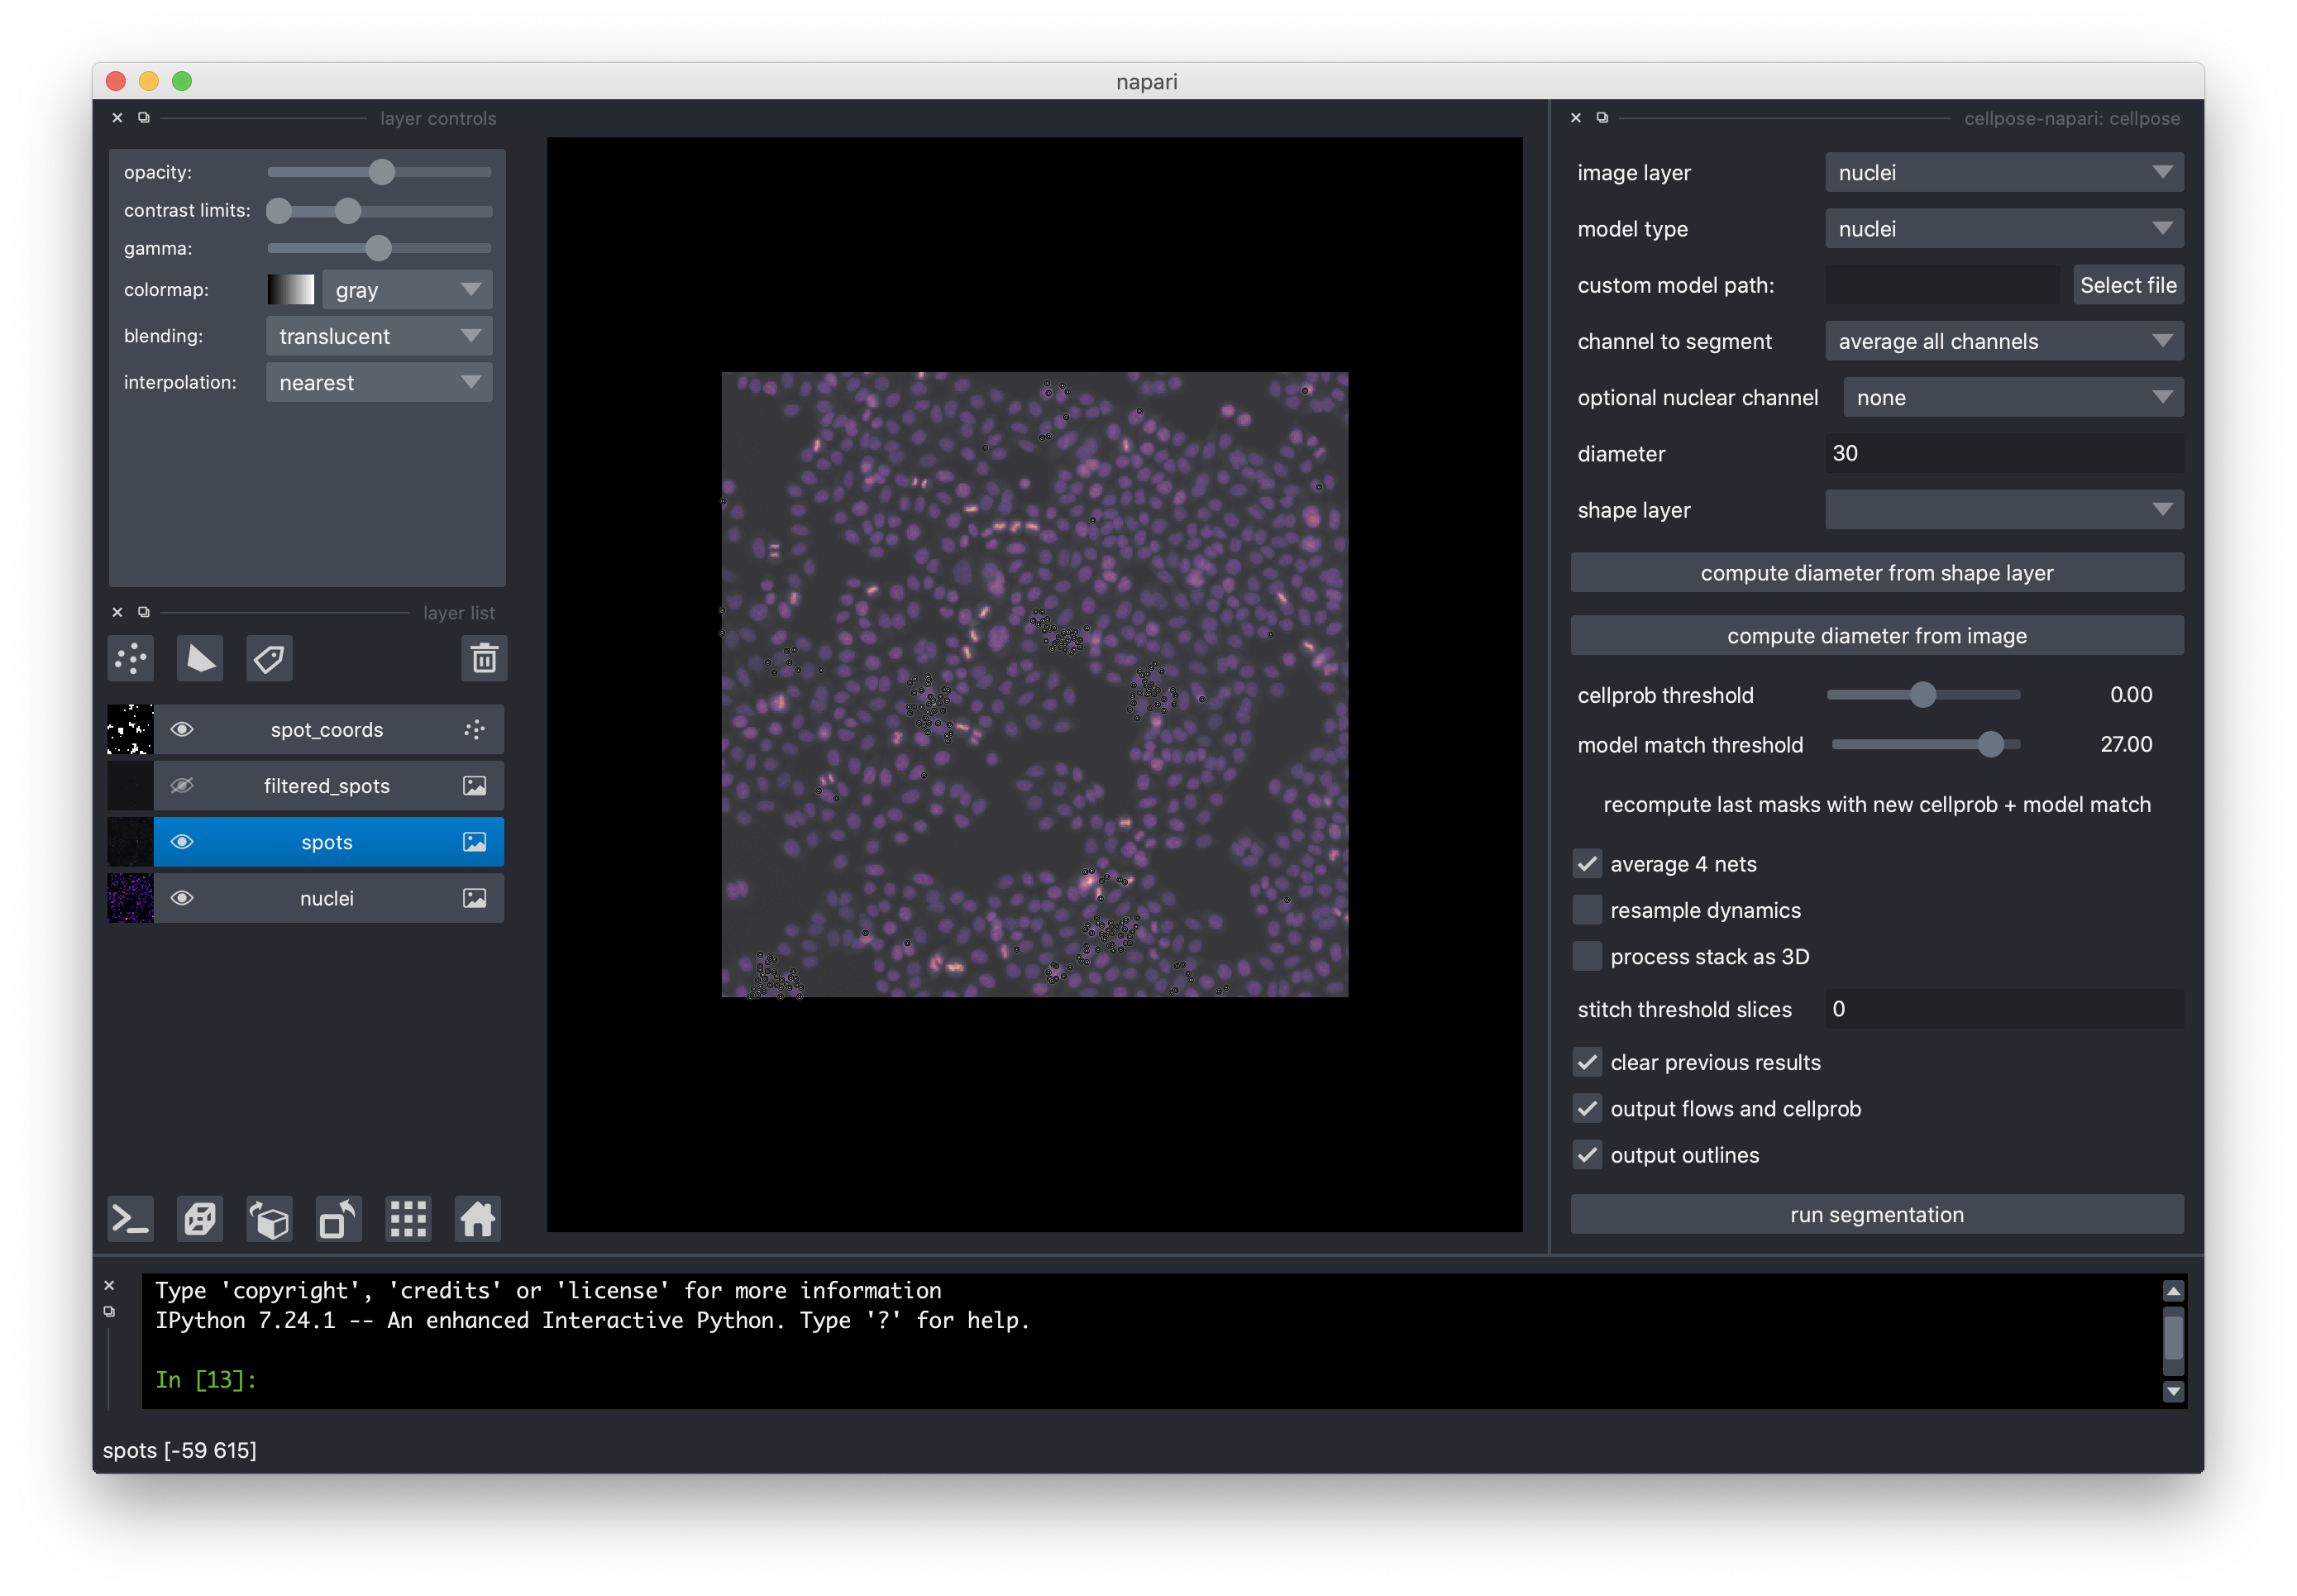 napari
layer controls
opacity:
contrast limits:
gamma:
colormap:
gray
blending:
translucent
interpolation:
nearest
layer list
spot_coords
filtered_spots
spots
nuclei
cellpose-napari: cellpose
image layer
nuclei
model type
nuclei
custom model path:
Select file
channel to segment
average all channels
optional nuclear channel
none
diameter
30
shape layer
compute diameter from shape layer
compute diameter from image
cellprob threshold
0.00
model match threshold
27.00
recompute last masks with new cellprob + model match
average 4 nets
resample dynamics
process stack as 3D
stitch threshold slices
0
clear previous results
output flows and cellprob
output outlines
run segmentation
Type 'copyright', 'credits' or 'license' for more information
IPython 7.24.1 -- An enhanced Interactive Python. Type '?' for help.
In [13]:
spots [-59 615]